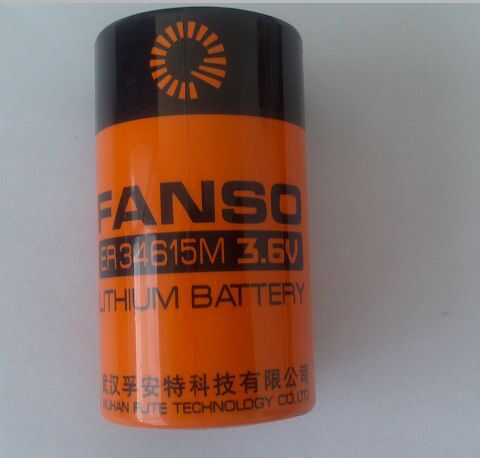 FANSO
ER34615M 3.6V
LITHIUM BATTERY
武汉孚安特科技有限公司
WUHAN FUTE TECHNOLOGY CO.LTD